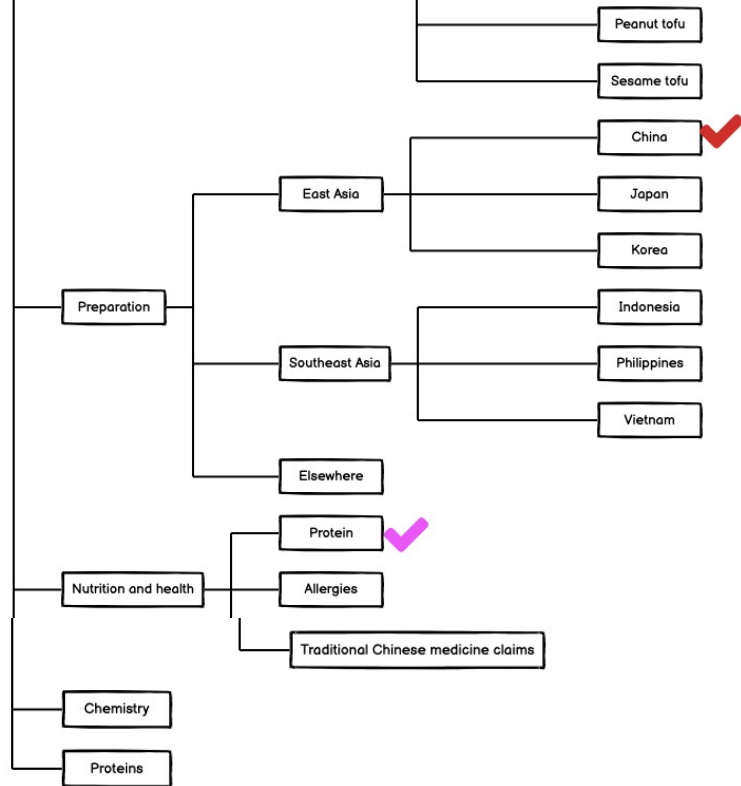 Peanut tofu
Sesame tofu
China
East Asia
Japan
Korea
Preparation
Indonesia
Southeast Asia
Philippines
Vietnam
Elsewhere
Protein
Nutrition and health
Allergies
Traditional Chinese medicine claims
Chemistry
Proteins